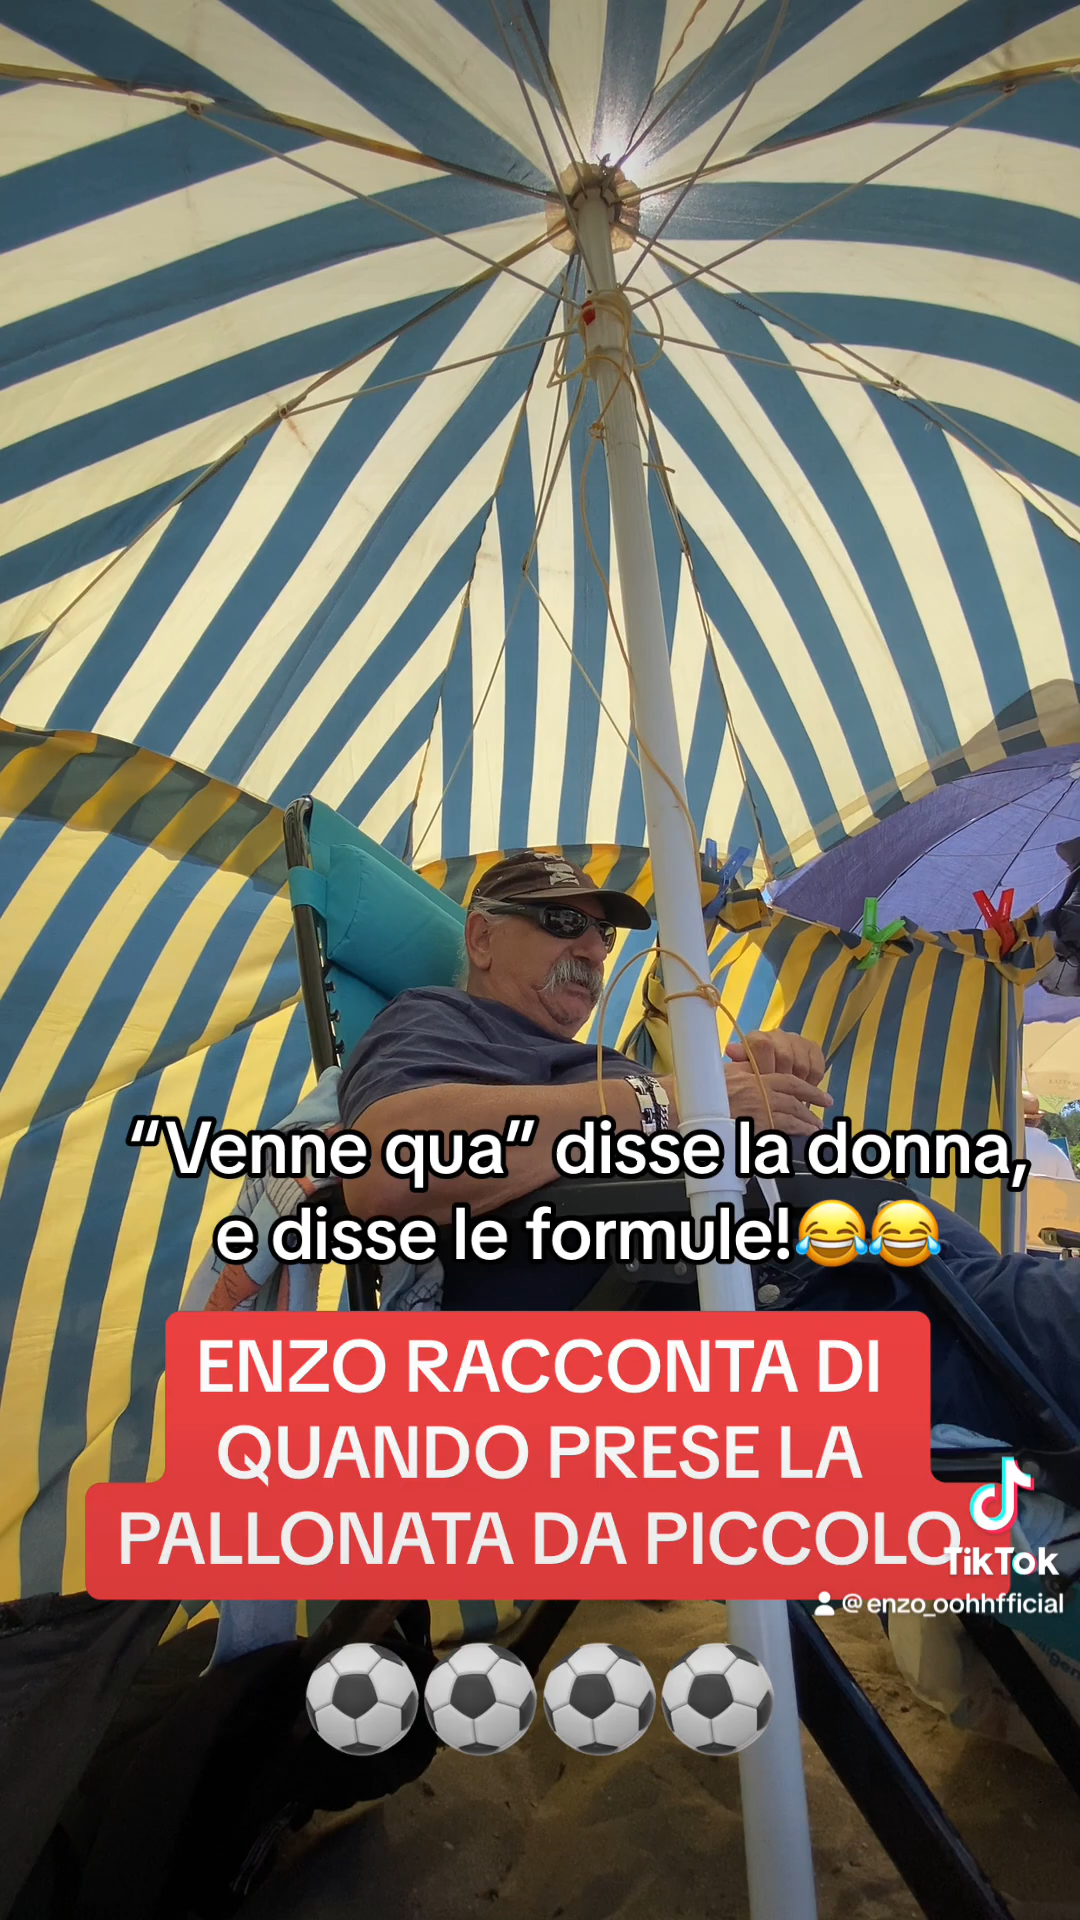 “Venne qua” disse la donna,
e disse le formule!😂😂
ENZO RACCONTA DI
QUANDO PRESE LA
PALLONATA DA PICCOLO
TikTok
@enzo_oohhfficial
⚽⚽⚽⚽